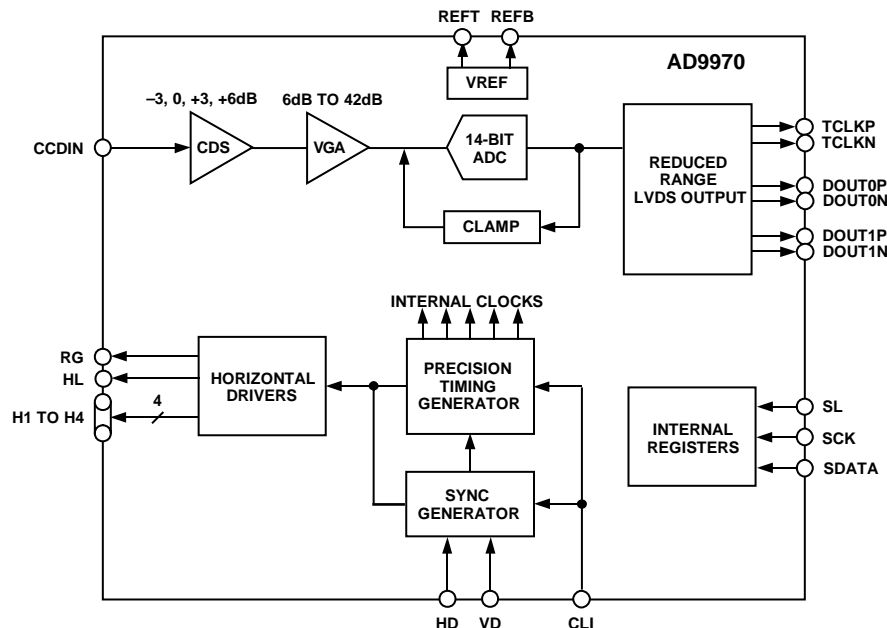 REFT REFB
AD9970
VREF
–3, 0, +3, +6dB
6dB TO 42dB
CCDIN
CDS
VGA
14-BIT
ADC
CLAMP
REDUCED
RANGE
LVDS OUTPUT
TCLKP
TCLKN
DOUT0P
DOUT0N
DOUT1P
DOUT1N
INTERNAL CLOCKS
RG
HL
H1 TO H4
4
HORIZONTAL
DRIVERS
PRECISION
TIMING
GENERATOR
SYNC
GENERATOR
INTERNAL
REGISTERS
SL
SCK
SDATA
HD VD CLI